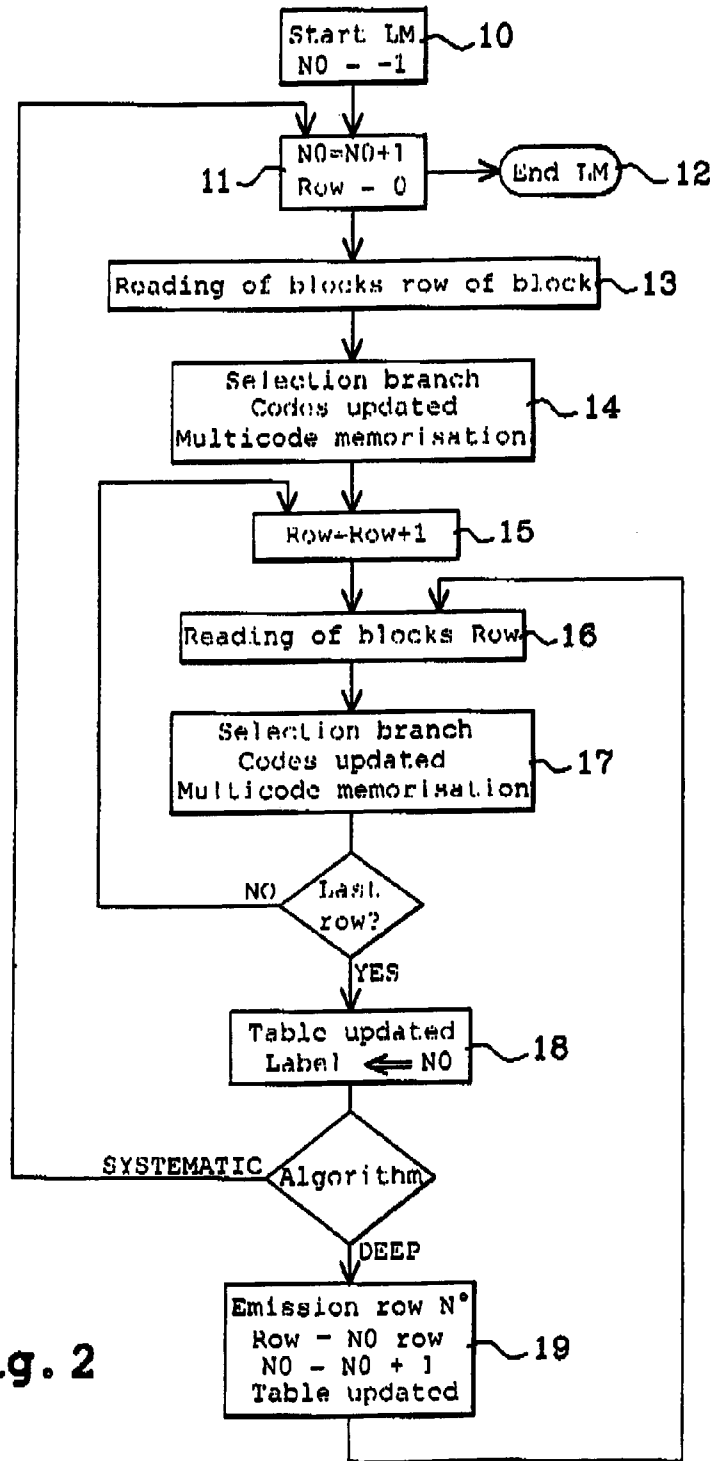 Start LM
N0 - -1
10
N0=N0+1
Row - 0
11
End LM
12
Reading of blocks row of block
13
Selection branch
Codes updated
Multicode memorisation
14
Row-Row+1
15
Reading of blocks Row
16
Selection branch
Codes updated
Multicode memorisation
17
NO
Last
row?
YES
Table updated
Label ⇐ N0
18
SYSTEMATIC
Algorithm
DEEP
Emission row N°
Row - N0 row
N0 - N0 + 1
Table updated
19
g. 2